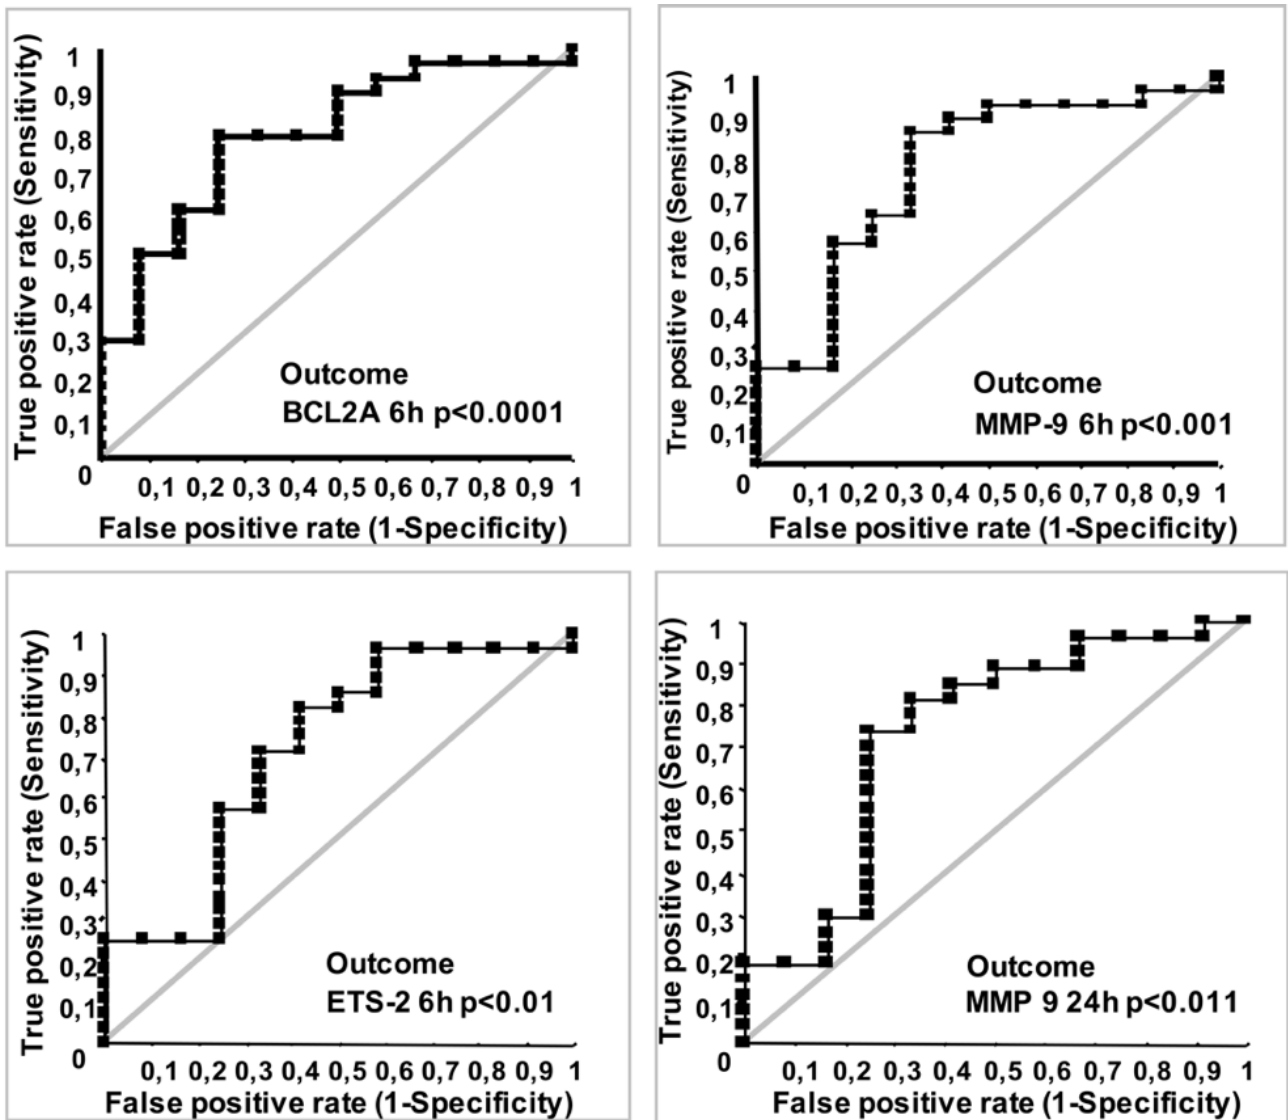 True positive rate (Sensitivity)
1
0,9
0,8
0,7
0,6
0,5
0,4
0,3
0,2
0,1
0
Outcome
BCL2A 6h p<0.0001
0,1 0,2 0,3 0,4 0,5 0,6 0,7 0,8 0,9 1
False positive rate (1-Specificity)
True positive rate (Sensitivity)
1
0,9
0,8
0,7
0,6
0,5
0,4
0,3
0,2
0,1
0
Outcome
MMP-9 6h p<0.001
0,1 0,2 0,3 0,4 0,5 0,6 0,7 0,8 0,9 1
False positive rate (1-Specificity)
True positive rate (Sensitivity)
1
0,9
0,8
0,7
0,6
0,5
0,4
0,3
0,2
0,1
0
Outcome
ETS-2 6h p<0.01
0,1 0,2 0,3 0,4 0,5 0,6 0,7 0,8 0,9 1
False positive rate (1-Specificity)
True positive rate (Sensitivity)
1
0,9
0,8
0,7
0,6
0,5
0,4
0,3
0,2
0,1
0
Outcome
MMP 9 24h p<0.011
0,1 0,2 0,3 0,4 0,5 0,6 0,7 0,8 0,9 1
False positive rate (1-Specificity)